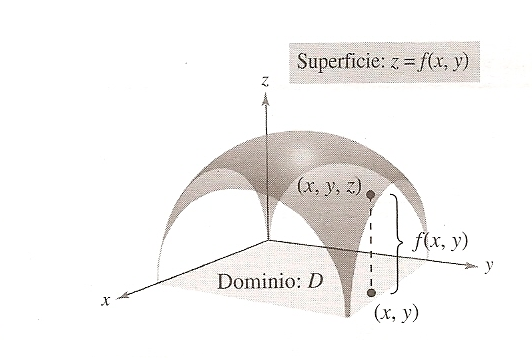 Superficie: z = f(x, y)
z
(x, y, z)
f(x, y)
y
Dominio: D
x
(x, y)